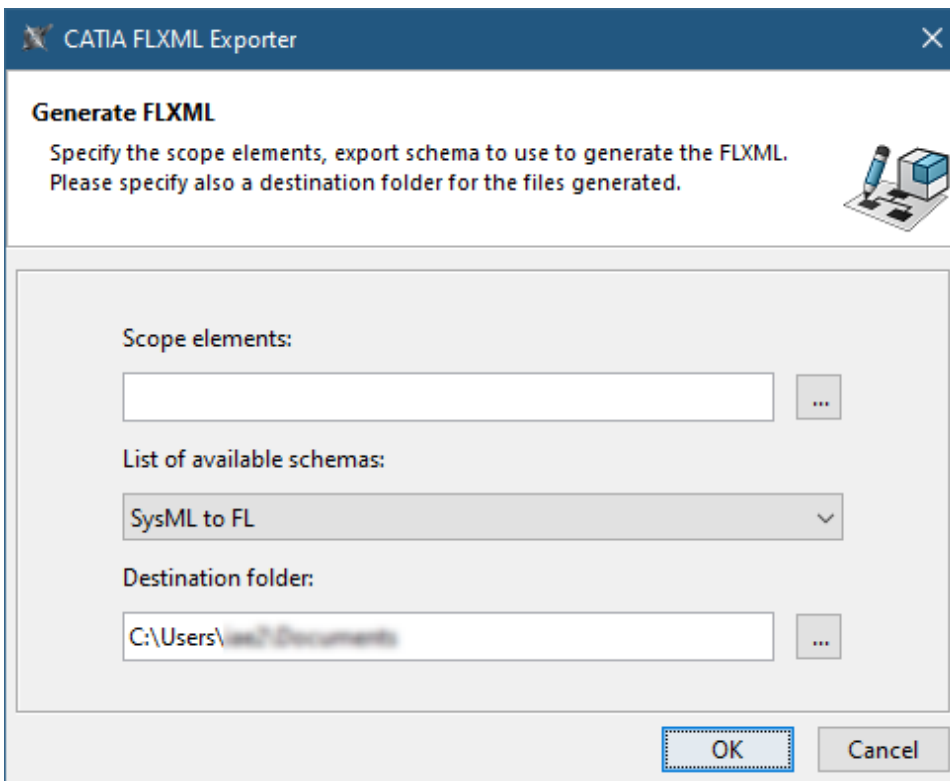 CATIA FLXML Exporter
Generate FLXML
Specify the scope elements, export schema to use to generate the FLXML.
Please specify also a destination folder for the files generated.
Scope elements:
...
List of available schemas:
SysML to FL
Destination folder:
C:\Users\
...
OK
Cancel